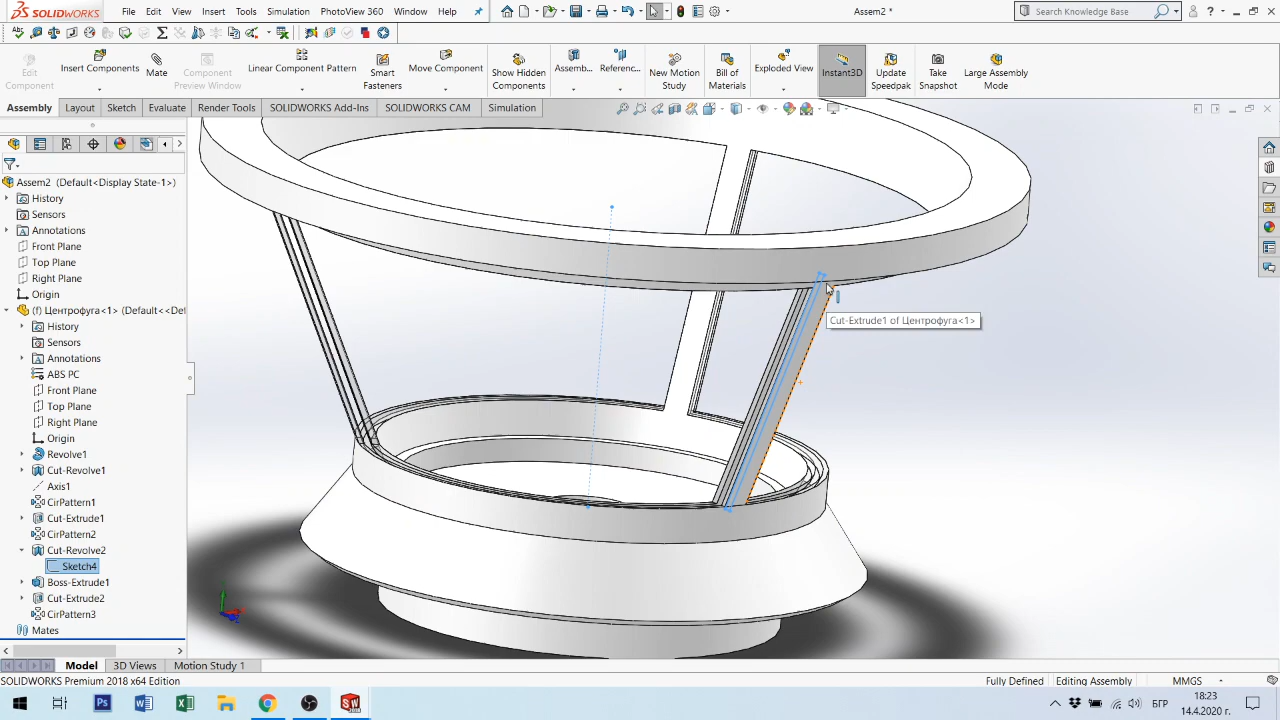 SOLIDWORKS File Edit View Insert Tools Simulation PhotoView 360 Window Help Assem2 * Search Knowledge Base
Edit Component
Insert Components
Mate
Component Preview Window
Linear Component Pattern
Smart Fasteners
Move Component
Show Hidden Components
Assemb...
Referenc...
New Motion Study
Bill of Materials
Exploded View
Instant3D
Update Speedpak
Take Snapshot
Large Assembly Mode
Assembly Layout Sketch Evaluate Render Tools SOLIDWORKS Add-Ins SOLIDWORKS CAM Simulation
Assem2 (Default<Display State-1>)
History
Sensors
Annotations
Front Plane
Top Plane
Right Plane
Origin
(f) Центрофуга<1> (Default<<Def
History
Sensors
Annotations
ABS PC
Front Plane
Top Plane
Right Plane
Origin
Revolve1
Cut-Revolve1
Axis1
CirPattern1
Cut-Extrude1
CirPattern2
Cut-Revolve2
Sketch4
Boss-Extrude1
Cut-Extrude2
CirPattern3
Mates
Cut-Extrude1 of Центрофуга<1>
Model 3D Views Motion Study 1
SOLIDWORKS Premium 2018 x64 Edition Fully Defined Editing Assembly MMGS
БГР 18:23
14.4.2020 г.